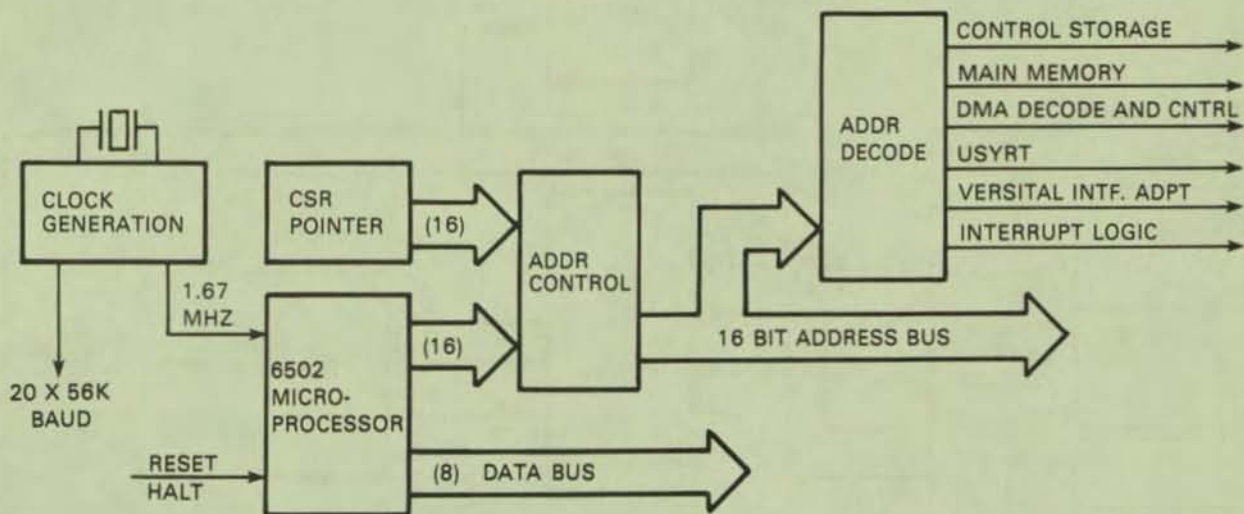 CONTROL STORAGE
MAIN MEMORY
DMA DECODE AND CNTRL
USYRT
VERSITAL INTF. ADPT
INTERRUPT LOGIC
ADDR
DECODE
CLOCK
GENERATION
CSR
POINTER
(16)
ADDR
CONTROL
1.67
MHZ
(16)
16 BIT ADDRESS BUS
6502
MICRO-
PROCESSOR
20 X 56K
BAUD
RESET
HALT
(8) DATA BUS